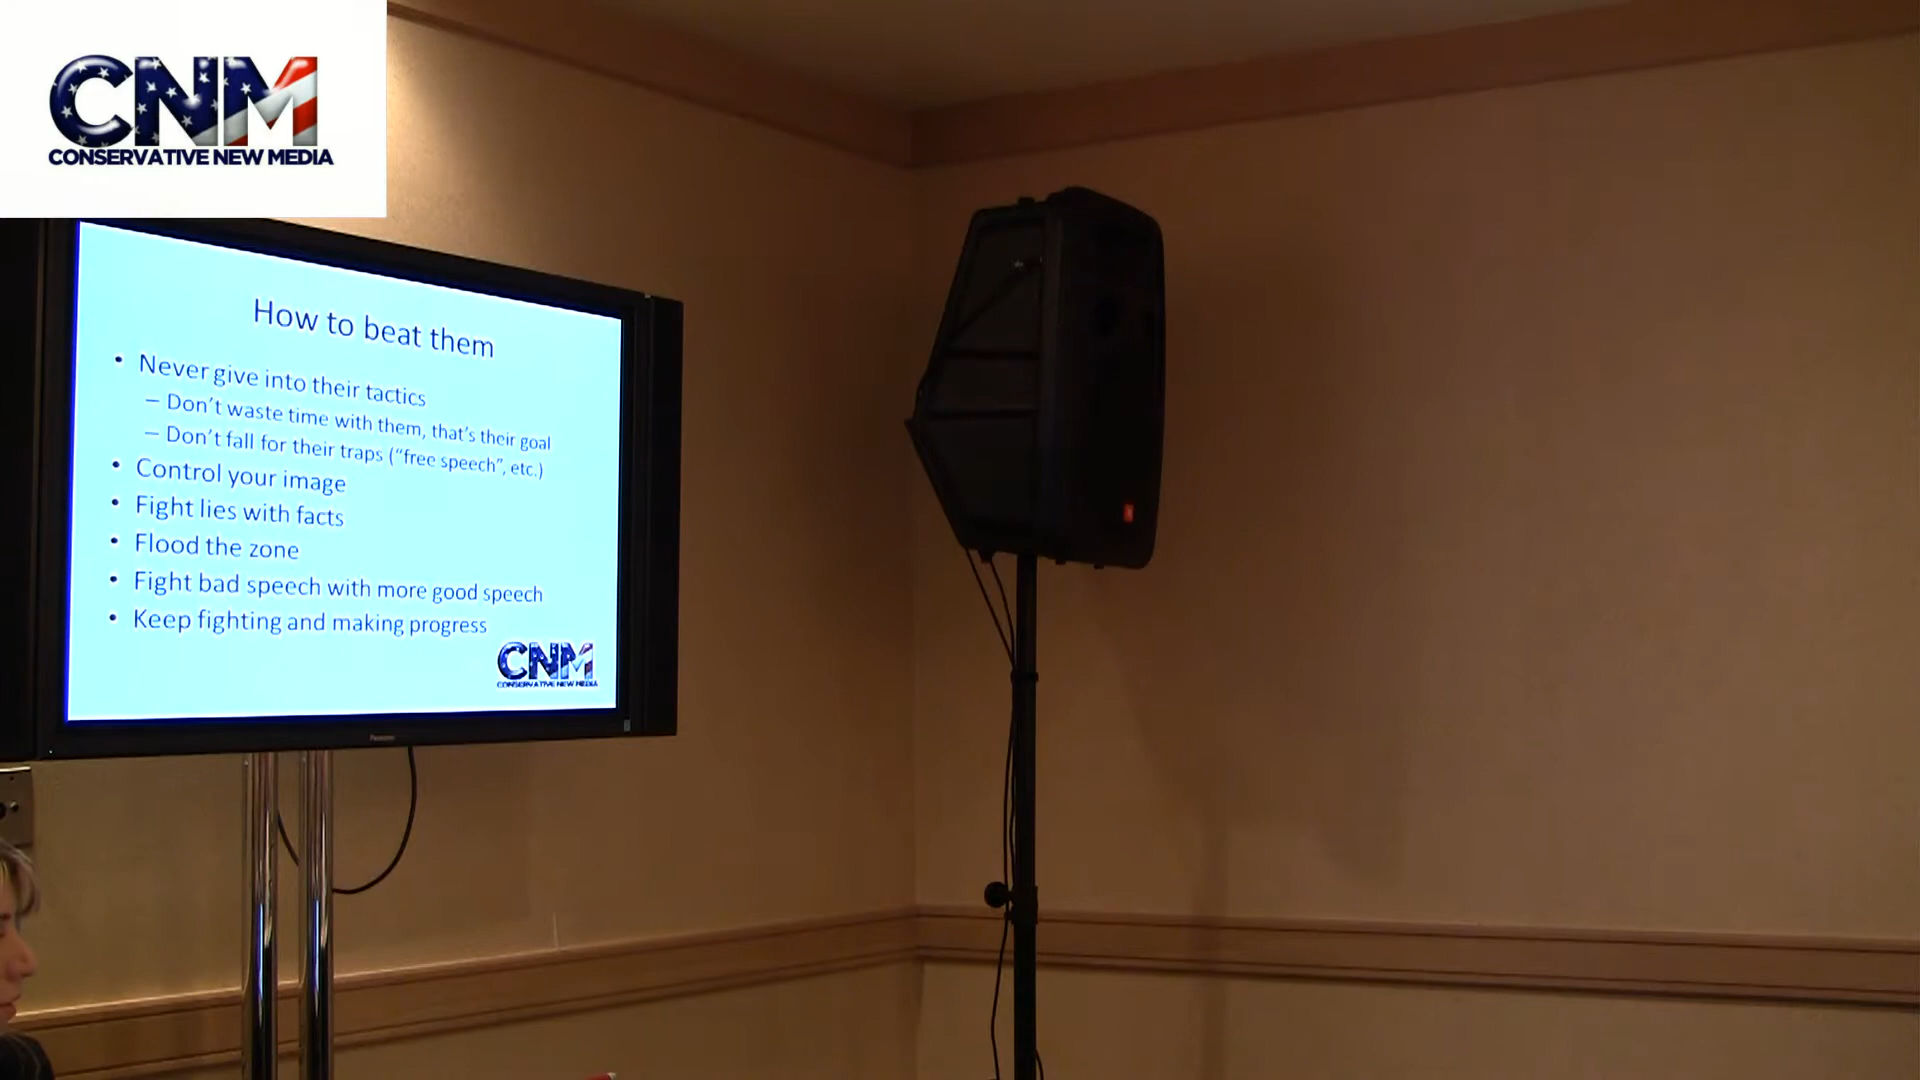 CNM
CONSERVATIVE NEW MEDIA
How to beat them
• Never give into their tactics
– Don't waste time with them, that's their goal
– Don't fall for their traps ("free speech", etc.)
• Control your image
• Fight lies with facts
• Flood the zone
• Fight bad speech with more good speech
• Keep fighting and making progress
CNM
CONSERVATIVE NEW MEDIA
Panasonic